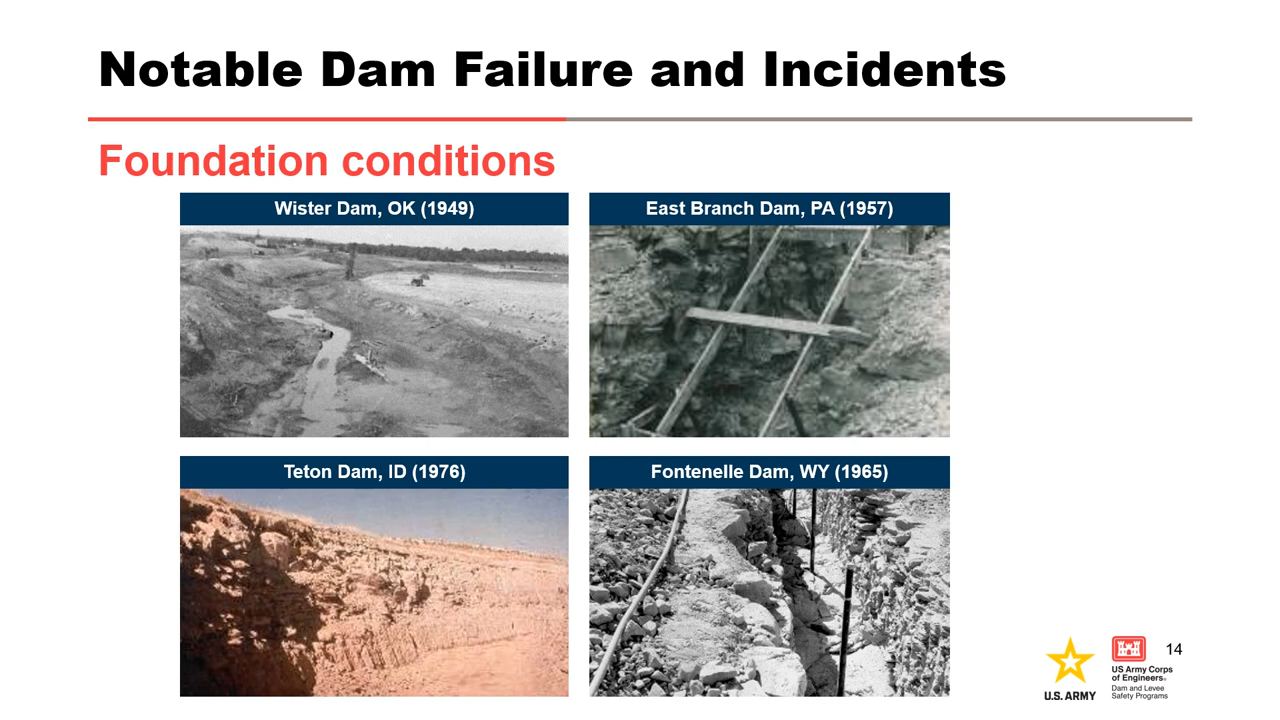 Notable Dam Failure and Incidents
Foundation conditions
Wister Dam, OK (1949)
East Branch Dam, PA (1957)
Teton Dam, ID (1976)
Fontenelle Dam, WY (1965)
14
U.S. ARMY
US Army Corps
of Engineers®
Dam and Levee
Safety Programs